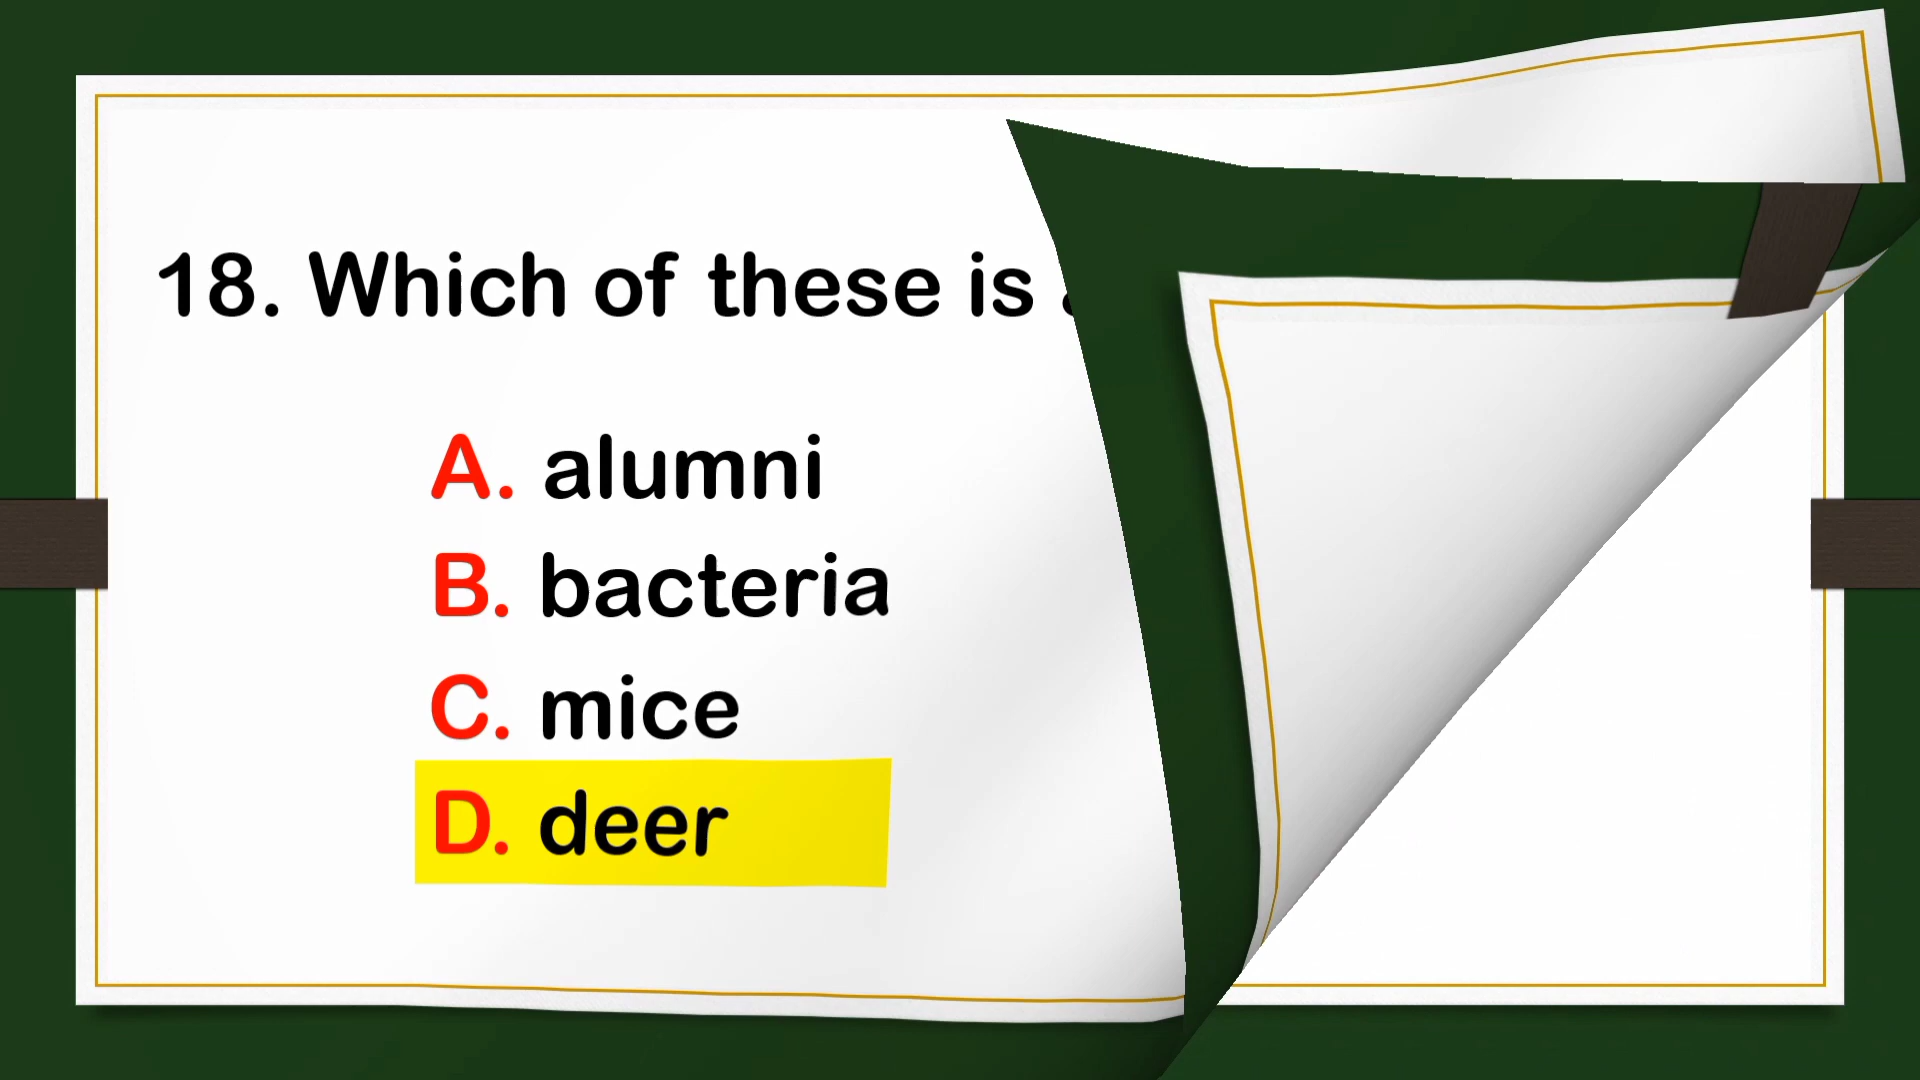 18. Which of these is
A. alumni
B. bacteria
C. mice
D. deer